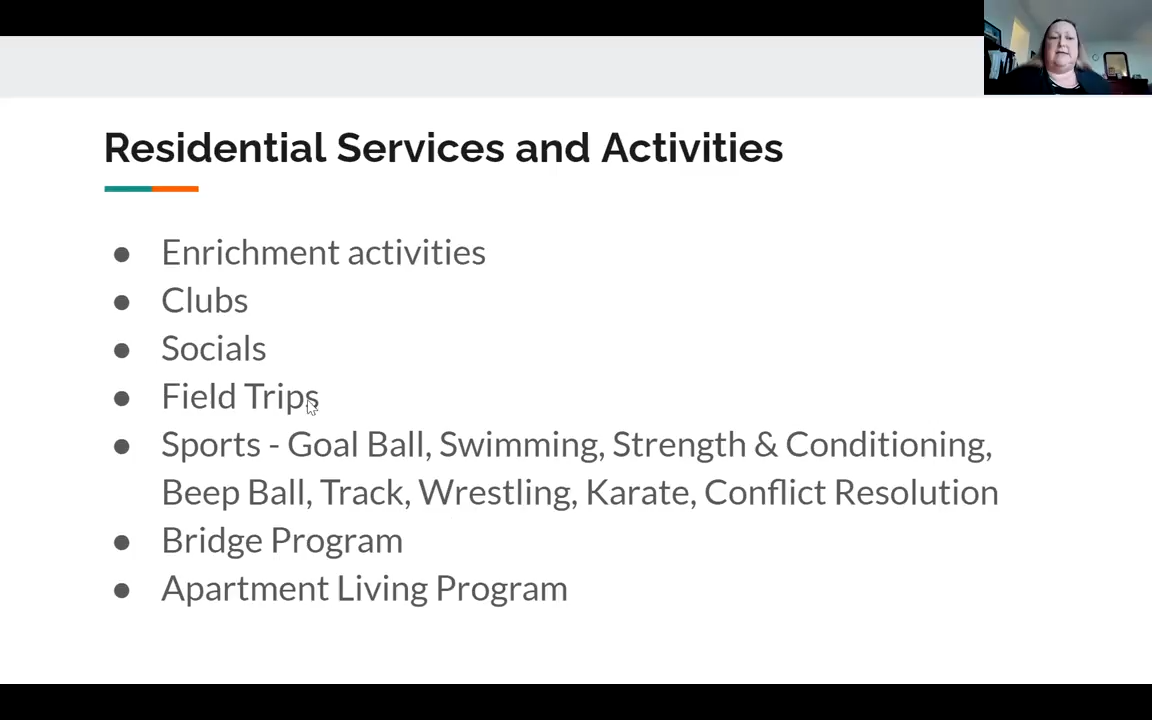 Residential Services and Activities
● Enrichment activities
● Clubs
● Socials
● Field Trips
● Sports - Goal Ball, Swimming, Strength & Conditioning,
Beep Ball, Track, Wrestling, Karate, Conflict Resolution
● Bridge Program
● Apartment Living Program